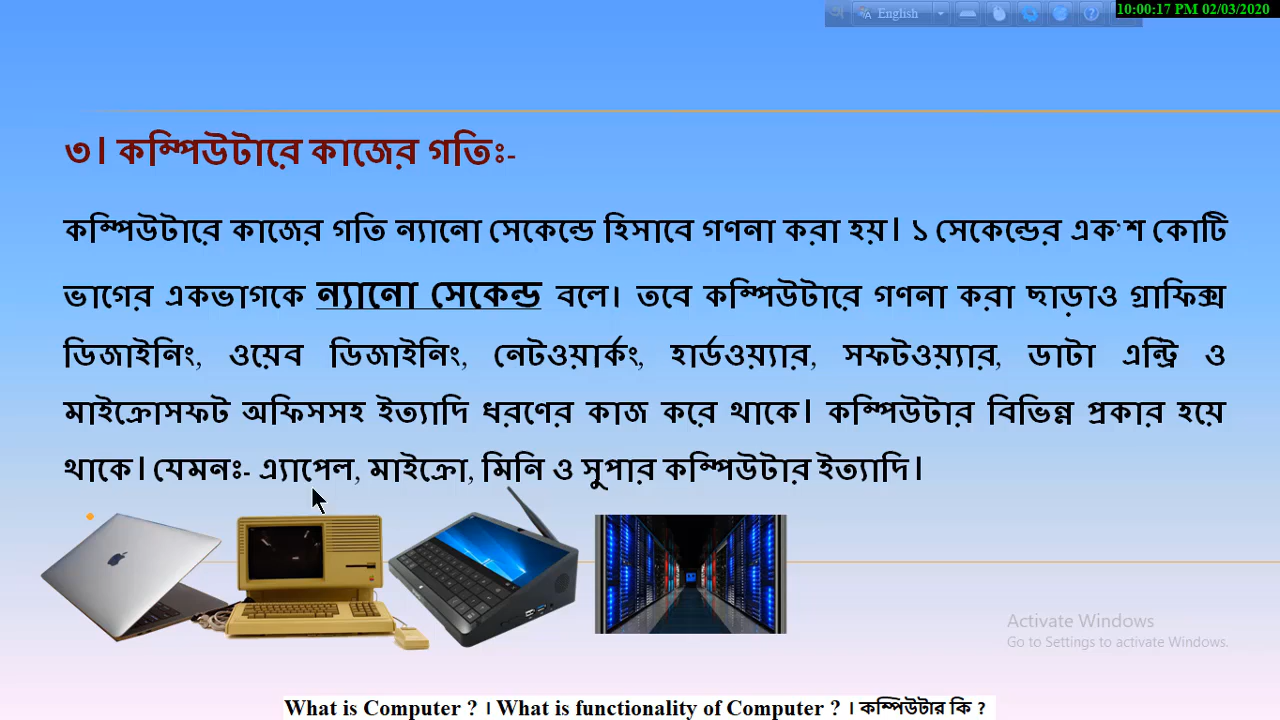 English
10:00:17 PM 02/03/2020
৩। কম্পিউটারে কাজের গতিঃ-
কম্পিউটারে কাজের গতি ন্যানো সেকেন্ডে হিসাবে গণনা করা হয়। ১ সেকেন্ডের এক’শ কোটি
ভাগের একভাগকে ন্যানো সেকেন্ড বলে। তবে কম্পিউটারে গণনা করা ছাড়াও গ্রাফিক্স
ডিজাইনিং, ওয়েব ডিজাইনিং, নেটওয়ার্কং, হার্ডওয়্যার, সফটওয়্যার, ডাটা এন্ট্রি ও
মাইক্রোসফট অফিসসহ ইত্যাদি ধরণের কাজ করে থাকে। কম্পিউটার বিভিন্ন প্রকার হয়ে
থাকে। যেমনঃ- এ্যাপেল, মাইক্রো, মিনি ও সুপার কম্পিউটার ইত্যাদি।
Activate Windows
Go to Settings to activate Windows.
What is Computer ? । What is functionality of Computer ? । কম্পিউটার কি ?